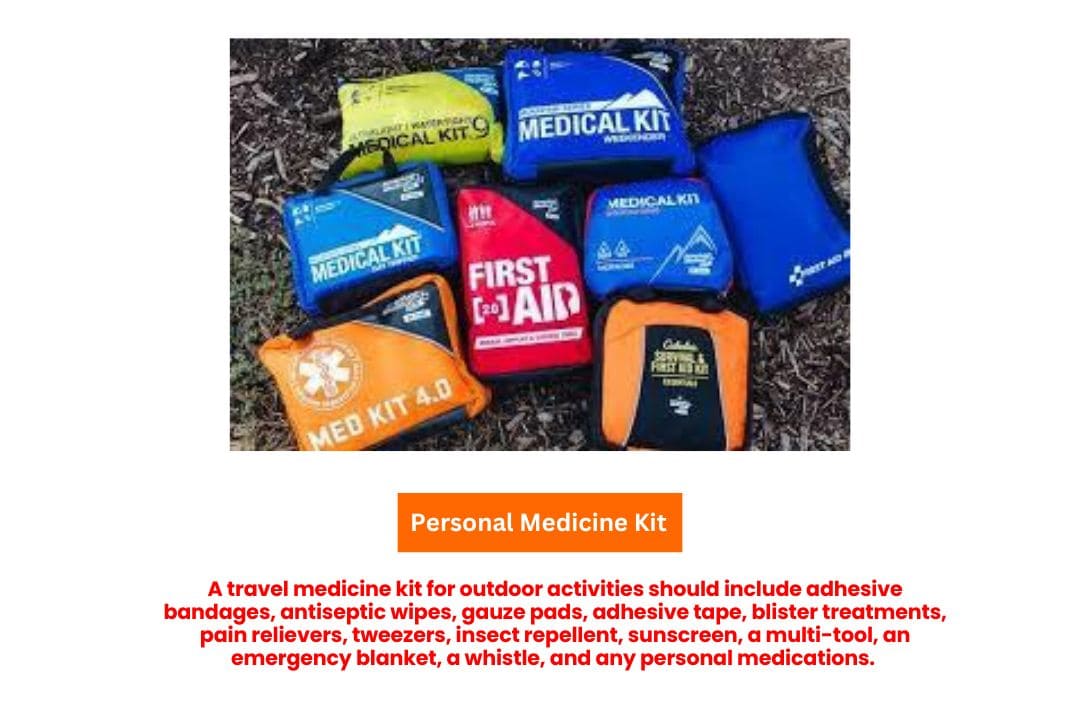 ULTRALIGHT / WATERTIGHT
MEDICAL KIT .9
MEDICAL KIT
WEEKENDER
MEDICAL KIT
MEDICAL KIT
FIRST
[2.0] AID
FIRST AID
MED KIT 4.0
SURVIVAL &
FIRST AID KIT
Personal Medicine Kit
A travel medicine kit for outdoor activities should include adhesive
bandages, antiseptic wipes, gauze pads, adhesive tape, blister treatments,
pain relievers, tweezers, insect repellent, sunscreen, a multi-tool, an
emergency blanket, a whistle, and any personal medications.